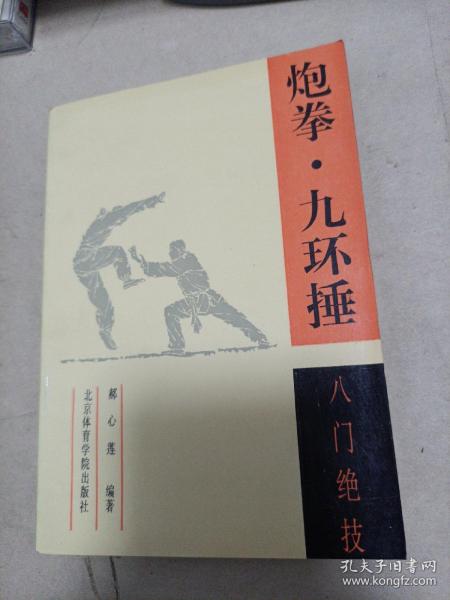 炮拳·九环捶
八门绝技
郝心莲 编著
北京体育学院出版社
孔夫子旧书网
www.kongfz.com